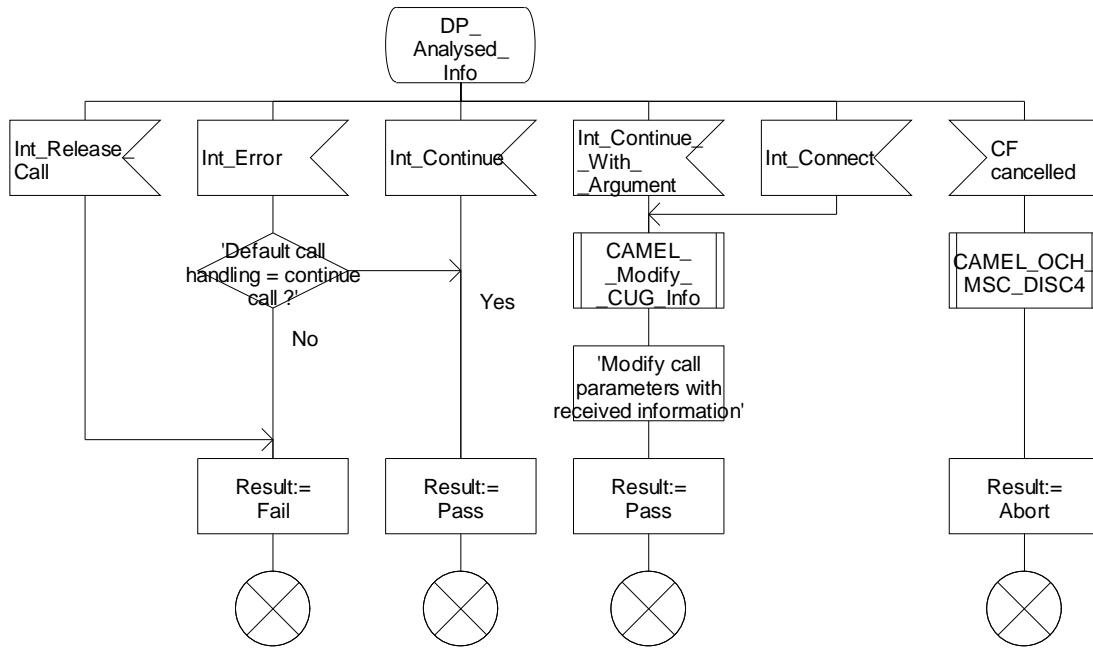 DP_
Analysed_
Info
Int_Release_
Call
Int_Error
Int_Continue
Int_Continue_
_With_
_Argument
Int_Connect
CF
cancelled
'Default call
handling = continue
call ?'
Yes
No
CAMEL_
_Modify_
_CUG_Info
CAMEL_OCH_
MSC_DISC4
'Modify call
parameters with
received information'
Result:=
Fail
Result:=
Pass
Result:=
Pass
Result:=
Abort